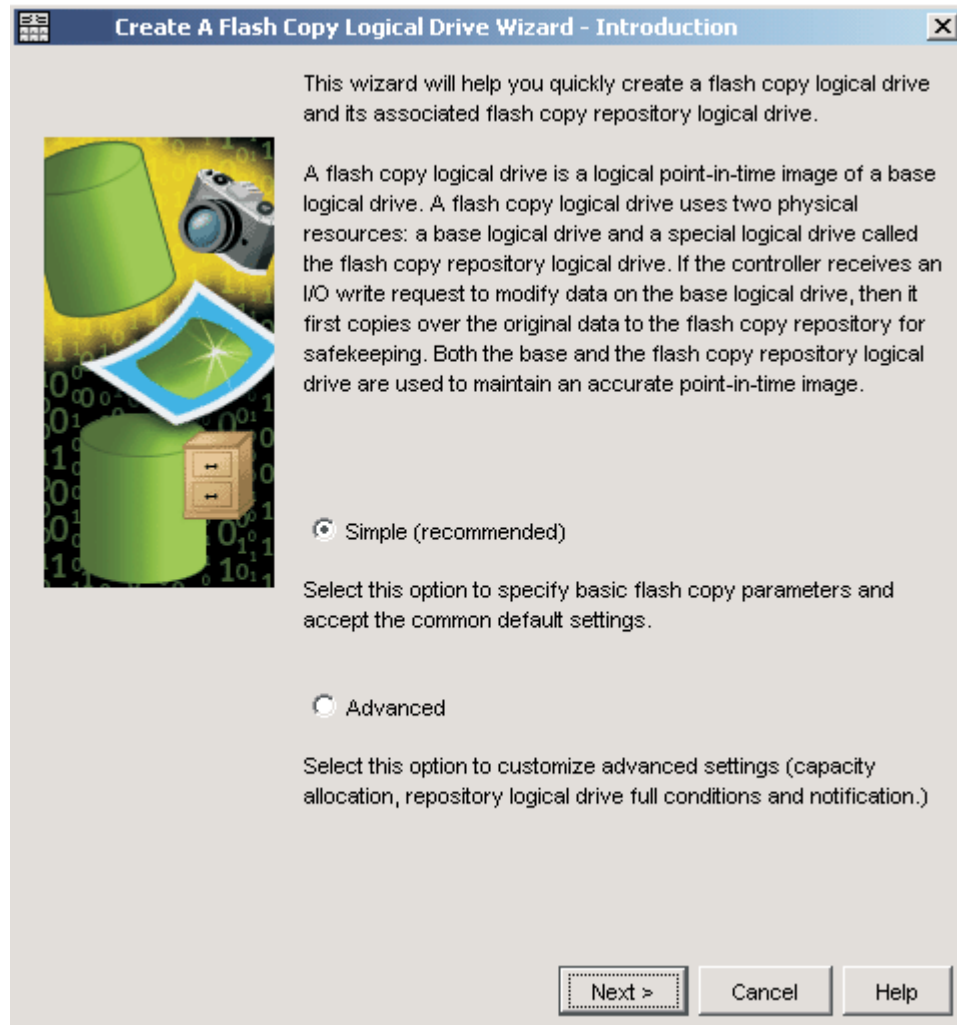 Create A Flash Copy Logical Drive Wizard - Introduction
This wizard will help you quickly create a flash copy logical drive
and its associated flash copy repository logical drive.
A flash copy logical drive is a logical point-in-time image of a base
logical drive. A flash copy logical drive uses two physical
resources: a base logical drive and a special logical drive called
the flash copy repository logical drive. If the controller receives an
I/O write request to modify data on the base logical drive, then it
first copies over the original data to the flash copy repository for
safekeeping. Both the base and the flash copy repository logical
drive are used to maintain an accurate point-in-time image.
Simple (recommended)
Select this option to specify basic flash copy parameters and
accept the common default settings.
Advanced
Select this option to customize advanced settings (capacity
allocation, repository logical drive full conditions and notification.)
Next >
Cancel
Help